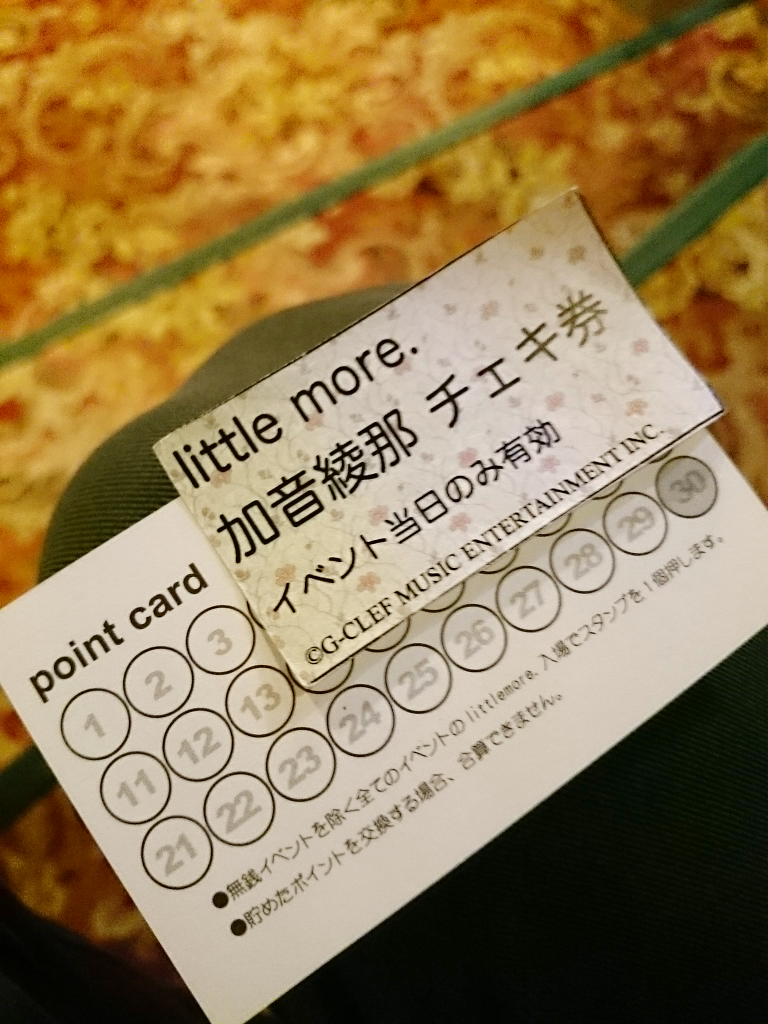 little more.
加音綾那 チェキ券
イベント当日のみ有効
©G-CLEF MUSIC ENTERTAINMENT INC.
point card
1 2 3
11 12 13
21 22 23 24 25 26 27 28 29 30
●無銭イベントを除く全てのイベントの littlemore. 入場でスタンプを1個押します。
●貯めたポイントを交換する場合、合算できません。